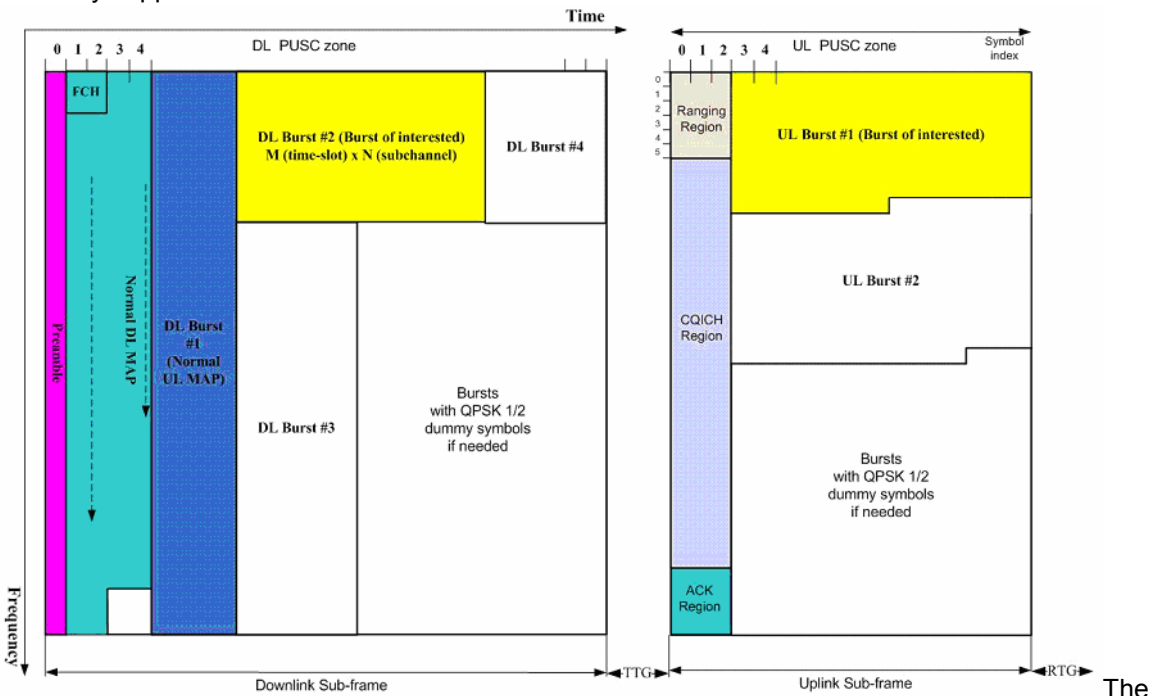 Time
0 1 2 3 4
DL PUSC zone
UL PUSC zone
Symbol
index
0 1 2 3 4
FCH
Preamble
Normal DL MAP
DL Burst
#1
(Normal
UL MAP)
DL Burst #2 (Burst of interested)
M (time-slot) x N (subchannel)
DL Burst #4
DL Burst #3
Bursts
with QPSK 1/2
dummy symbols
if needed
0
1
2
3
4
5
Ranging
Region
UL Burst #1 (Burst of interested)
UL Burst #2
CQICH
Region
Bursts
with QPSK 1/2
dummy symbols
if needed
ACK
Region
Frequency
Downlink Sub-frame
TTG
Uplink Sub-frame
RTG
The